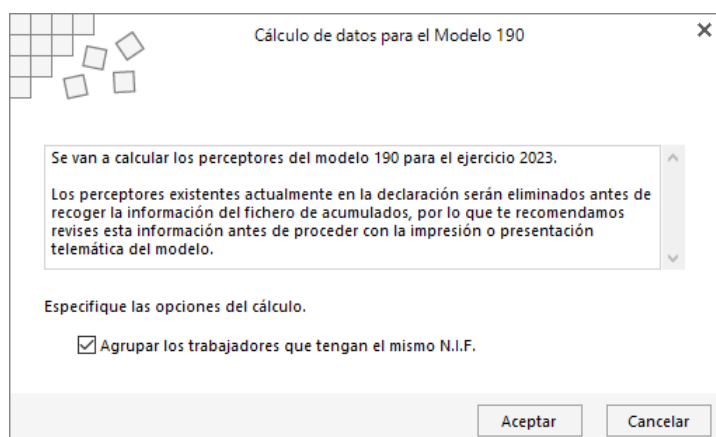 Cálculo de datos para el Modelo 190
Se van a calcular los perceptores del modelo 190 para el ejercicio 2023.
Los perceptores existentes actualmente en la declaración serán eliminados antes de
recoger la información del fichero de acumulados, por lo que te recomendamos
revises esta información antes de proceder con la impresión o presentación
telemática del modelo.
Especifique las opciones del cálculo.
Agrupar los trabajadores que tengan el mismo N.I.F.
Aceptar
Cancelar